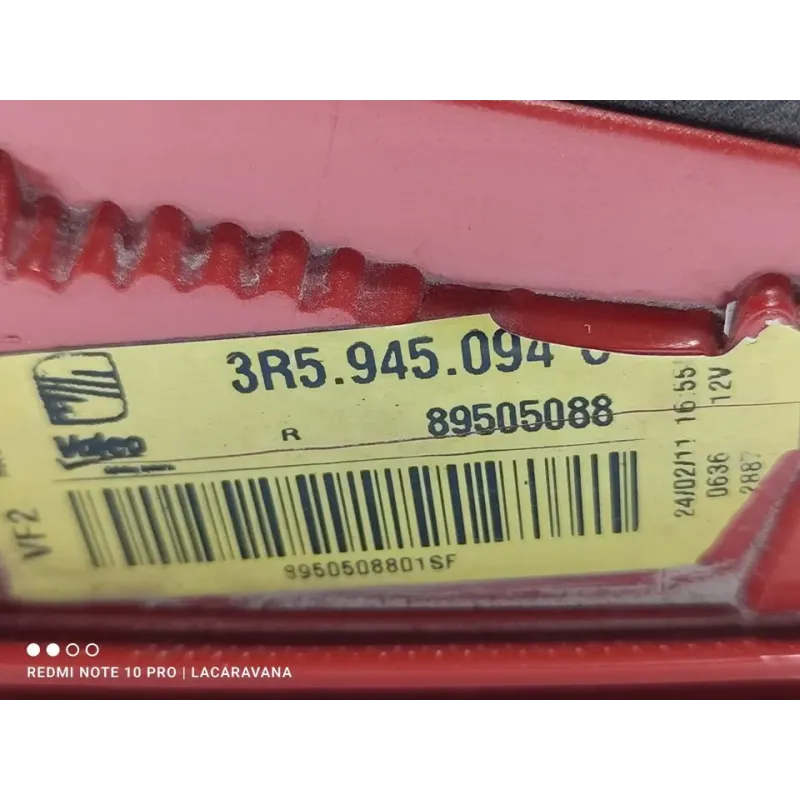 3R5.945.094
Valeo
R
89505088
8950508801SF
VF2
24/02/11 16:55
0636 12V
2887
REDMI NOTE 10 PRO | LACARAVANA